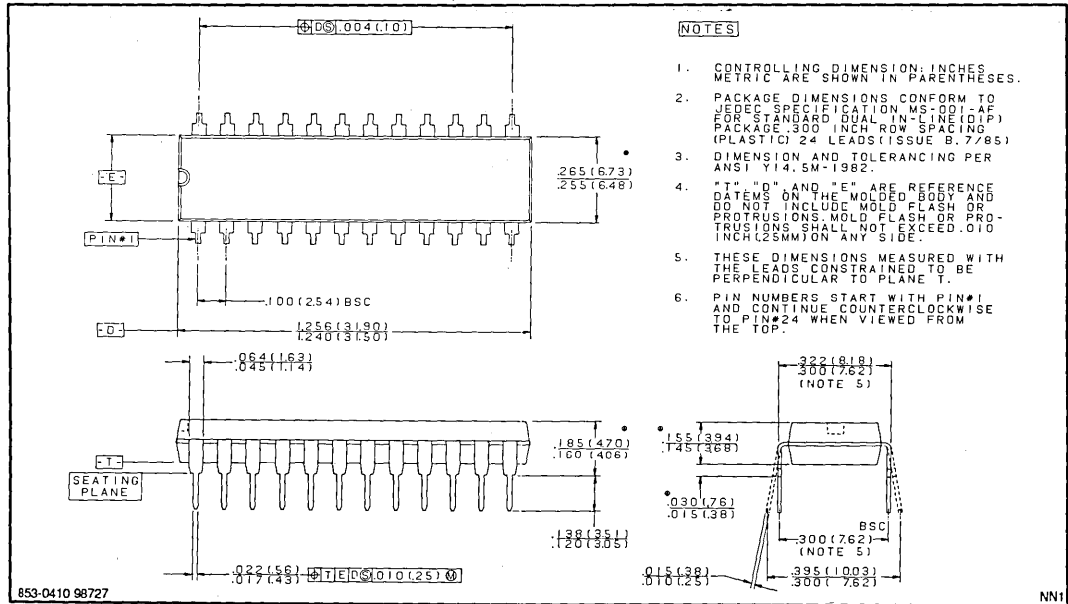 ⌖ D Ⓢ .004 (.10)
NOTES
1. CONTROLLING DIMENSION: INCHES
METRIC ARE SHOWN IN PARENTHESES.
2. PACKAGE DIMENSIONS CONFORM TO
JEDEC SPECIFICATION MS-001-AF
FOR STANDARD DUAL IN-LINE (DIP)
PACKAGE .300 INCH ROW SPACING
(PLASTIC) 24 LEADS (ISSUE B. 7/85)
3. DIMENSION AND TOLERANCING PER
ANSI Y14.5M-1982.
4. "T", "D", AND "E" ARE REFERENCE
DATEMS ON THE MOLDED BODY AND
DO NOT INCLUDE MOLD FLASH OR
PROTRUSIONS. MOLD FLASH OR PRO-
TRUSIONS SHALL NOT EXCEED .010
INCH (.25MM) ON ANY SIDE.
5. THESE DIMENSIONS MEASURED WITH
THE LEADS CONSTRAINED TO BE
PERPENDICULAR TO PLANE T.
6. PIN NUMBERS START WITH PIN#1
AND CONTINUE COUNTERCLOCKWISE
TO PIN#24 WHEN VIEWED FROM
THE TOP.
-E-
.265 (6.73)
.255 (6.48)
PIN#1
.100 (2.54) BSC
-D-
1.256 (31.90)
1.240 (31.50)
.064 (1.63)
.045 (1.14)
-T-
SEATING
PLANE
.185 (4.70)
.160 (4.06)
.138 (3.51)
.120 (3.05)
.022 (.56)
.017 (.43)
⌖ T E D Ⓢ .010 (.25) Ⓜ
.322 (8.18)
.300 (7.62)
(NOTE 5)
.155 (3.94)
.145 (3.68)
.030 (.76)
.015 (.38)
BSC
.300 (7.62)
(NOTE 5)
.015 (.38)
.010 (.25)
.395 (10.03)
.300 (7.62)
853-0410 98727
NN1